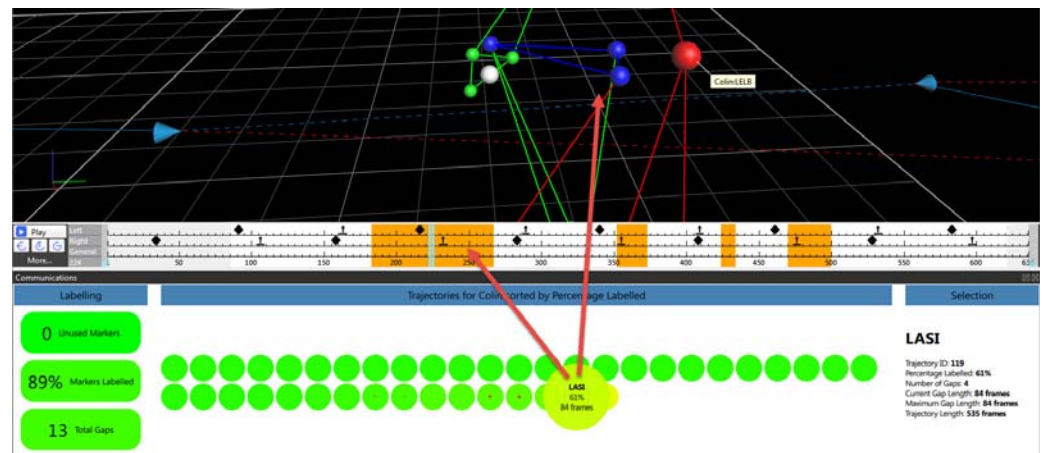 Colin:LELB
Play
Left
Right
General
More...
224
50
100
150
200
250
300
350
400
450
500
550
600
Communications
Labelling
Trajectories for Colin sorted by Percentage Labelled
Selection
0 Unused Markers
89% Markers Labelled
13 Total Gaps
LASI
61%
84 frames
LASI
Trajectory ID: 119
Percentage Labelled: 61%
Number of Gaps: 4
Current Gap Length: 84 frames
Maximum Gap Length: 84 frames
Trajectory Length: 535 frames